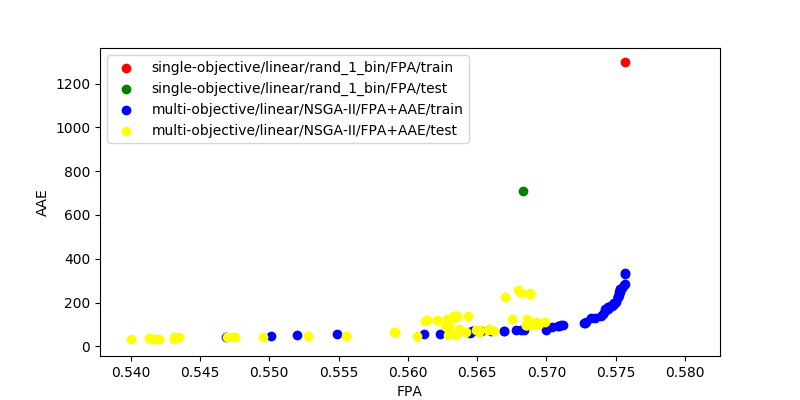 single-objective/linear/rand_1_bin/FPA/train
single-objective/linear/rand_1_bin/FPA/test
multi-objective/linear/NSGA-II/FPA+AAE/train
multi-objective/linear/NSGA-II/FPA+AAE/test
AAE
1200
1000
800
600
400
200
0
0.540 0.545 0.550 0.555 0.560 0.565 0.570 0.575 0.580
FPA